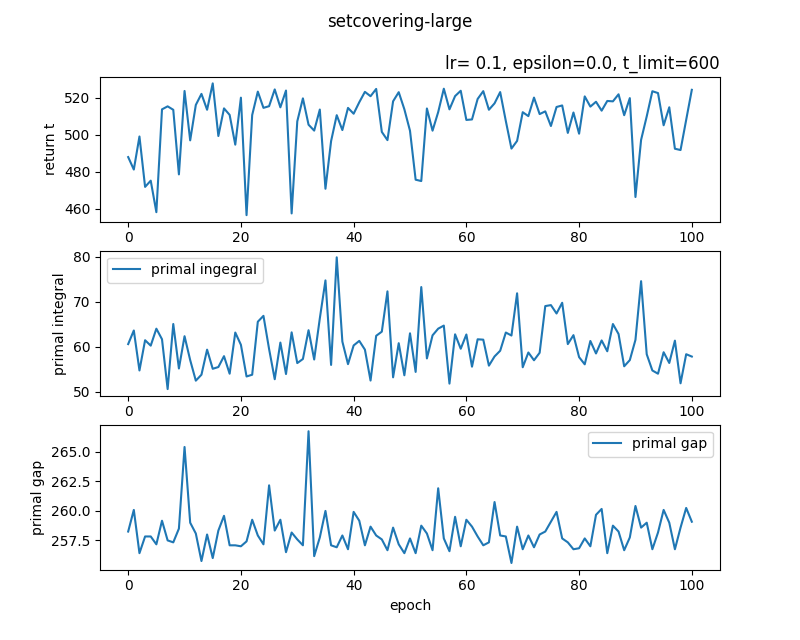 setcovering-large
lr= 0.1, epsilon=0.0, t_limit=600
return t
520
500
480
460
0 20 40 60 80 100
primal integral
80
70
60
50
primal ingegral
0 20 40 60 80 100
primal gap
265.0
262.5
260.0
257.5
primal gap
0 20 40 60 80 100
epoch